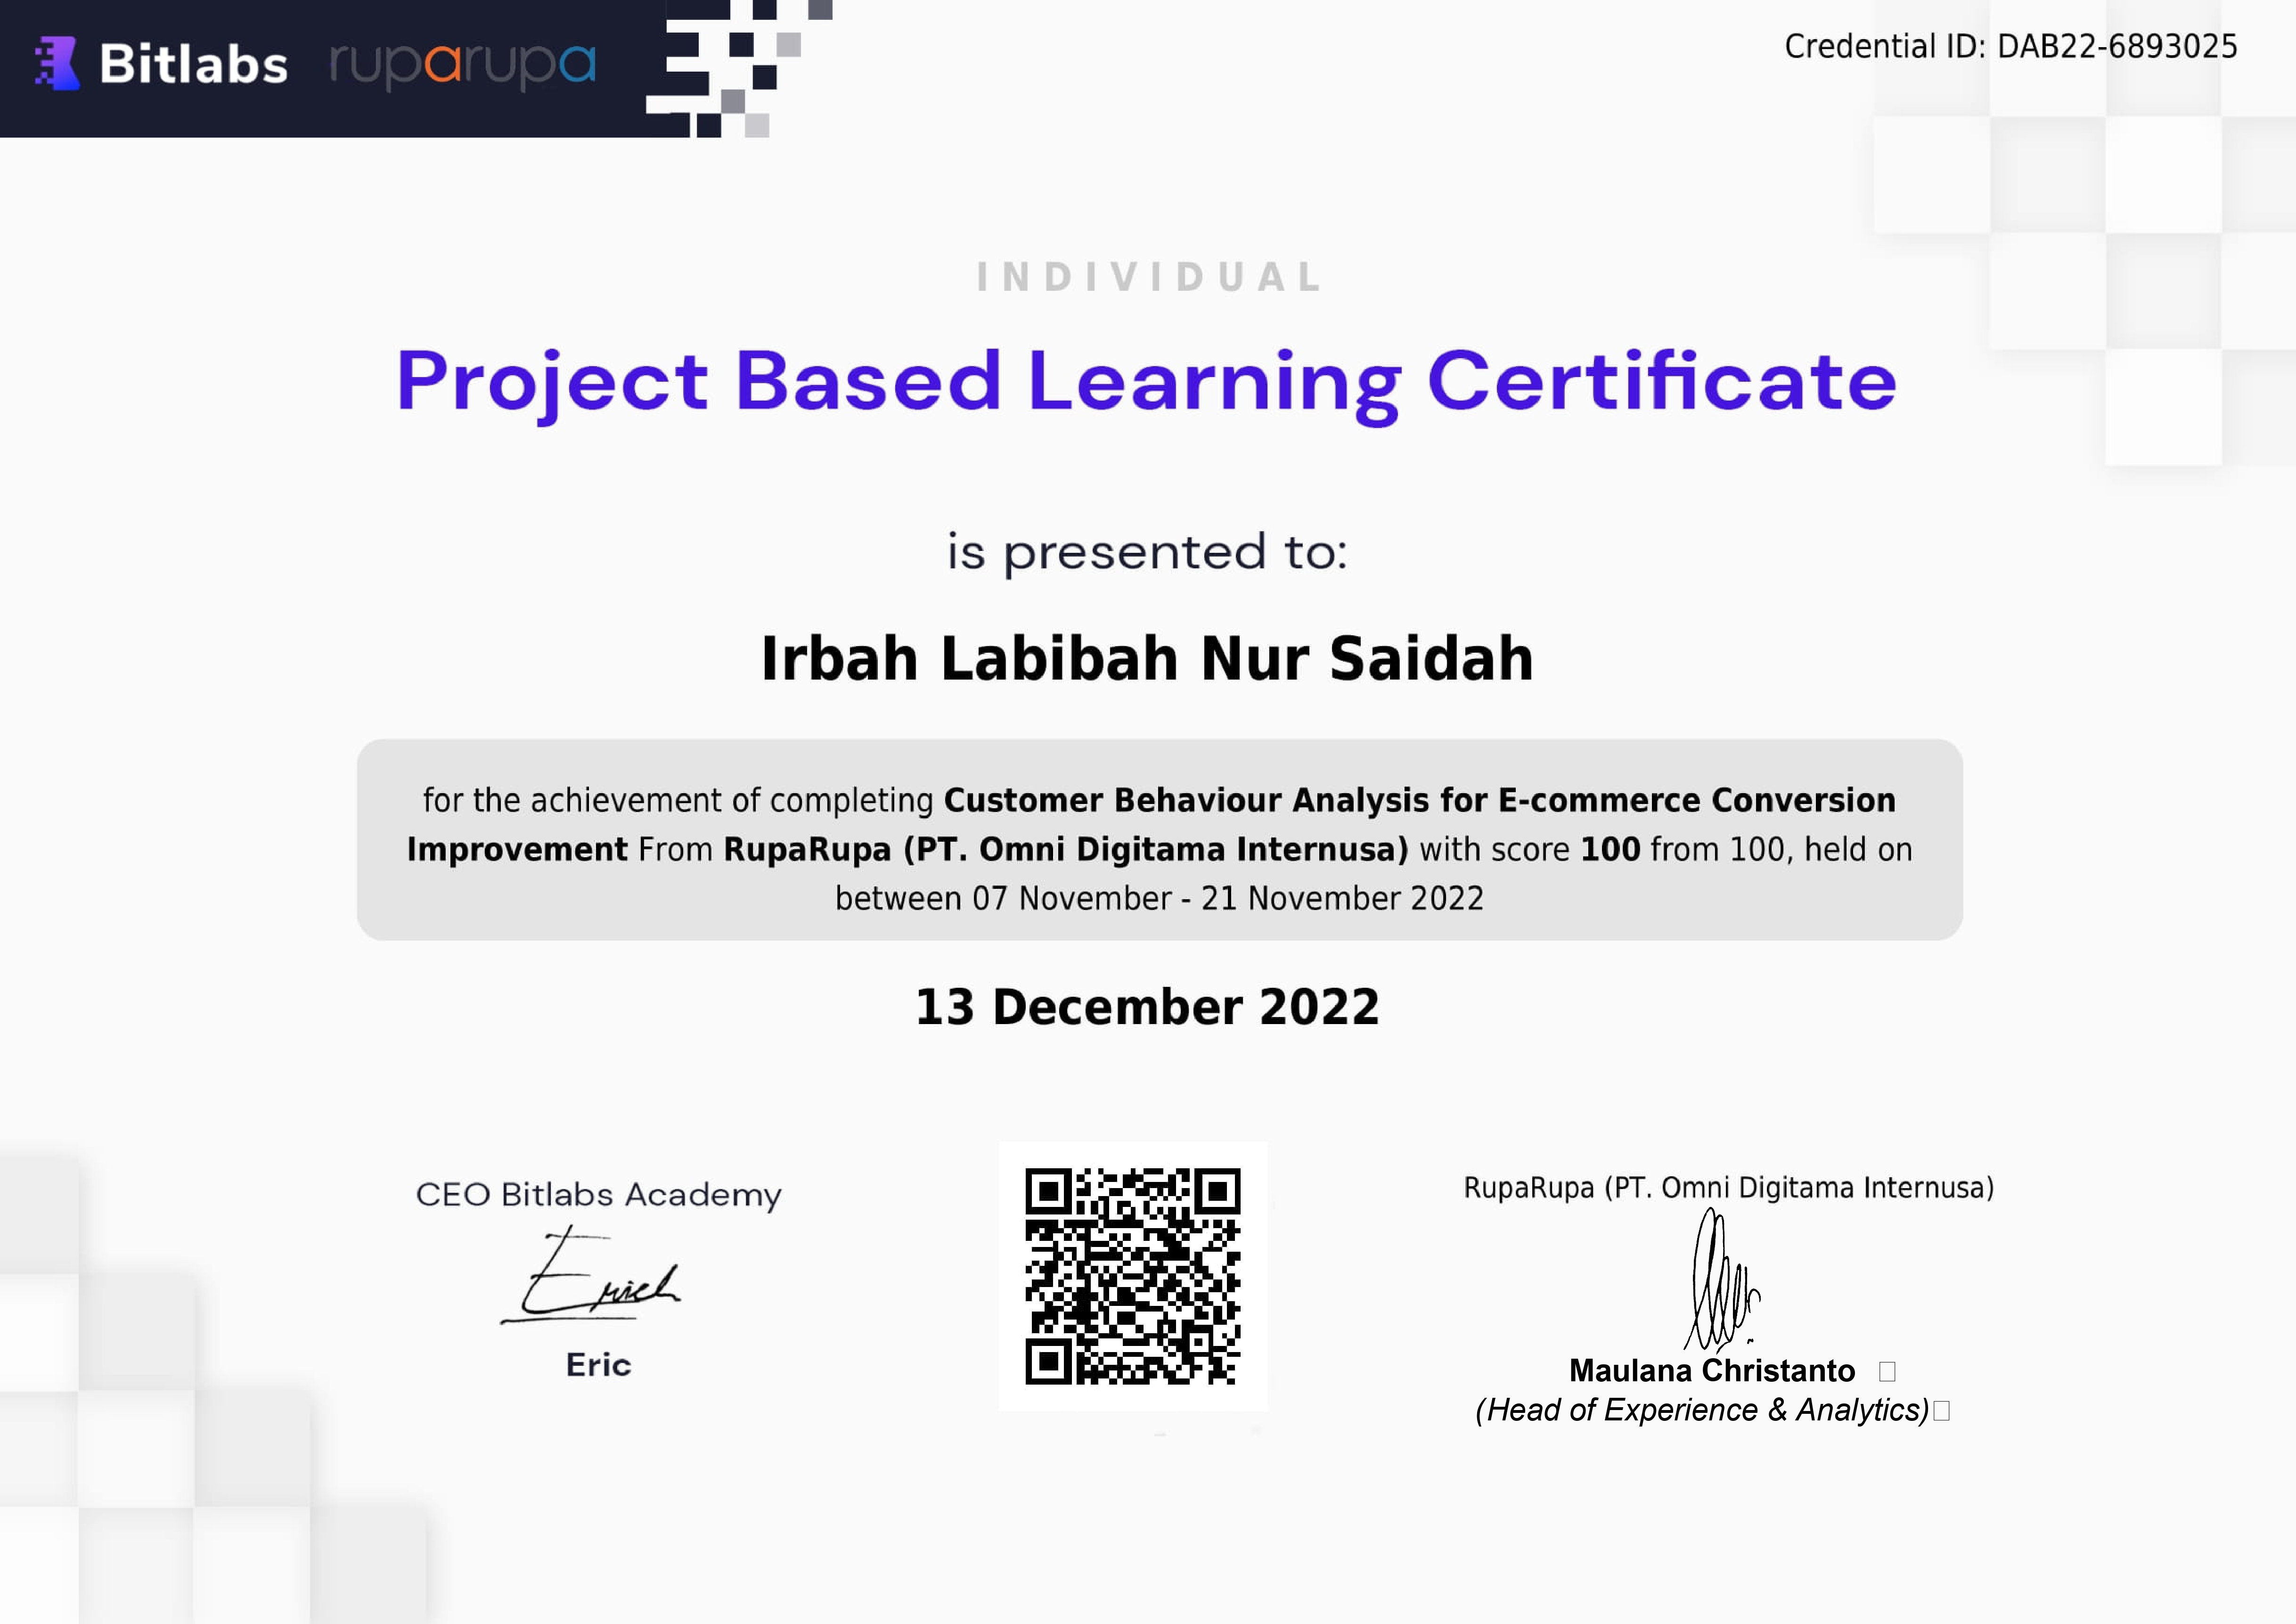 Bitlabs ruparupa
Credential ID: DAB22-6893025
INDIVIDUAL
Project Based Learning Certificate
is presented to:
Irbah Labibah Nur Saidah
for the achievement of completing Customer Behaviour Analysis for E-commerce Conversion
Improvement From RupaRupa (PT. Omni Digitama Internusa) with score 100 from 100, held on
between 07 November - 21 November 2022
13 December 2022
CEO Bitlabs Academy
Eric
Eric
RupaRupa (PT. Omni Digitama Internusa)
Maulana Christanto
(Head of Experience & Analytics)